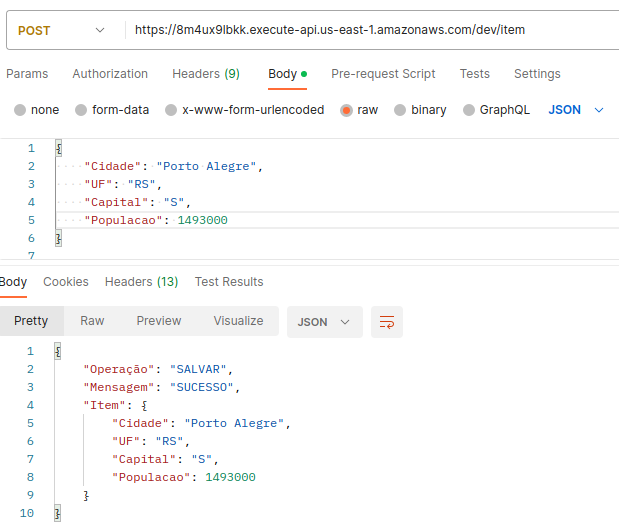 POST https://8m4ux9lbkk.execute-api.us-east-1.amazonaws.com/dev/item
Params Authorization Headers (9) Body Pre-request Script Tests Settings
none form-data x-www-form-urlencoded raw binary GraphQL JSON
1 {
2 "Cidade": "Porto Alegre",
3 "UF": "RS",
4 "Capital": "S",
5 "Populacao": 1493000
6 }
7
Body Cookies Headers (13) Test Results
Pretty Raw Preview Visualize JSON
1 {
2 "Operação": "SALVAR",
3 "Mensagem": "SUCESSO",
4 "Item": {
5 "Cidade": "Porto Alegre",
6 "UF": "RS",
7 "Capital": "S",
8 "Populacao": 1493000
9 }
10 }